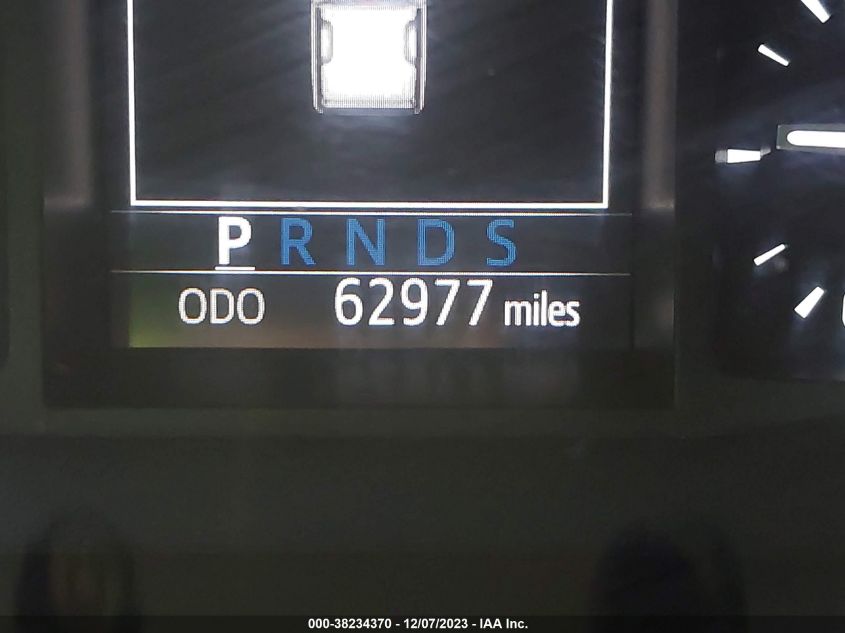 P R N D S
ODO 62977 miles
000-38234370 - 12/07/2023 - IAA Inc.